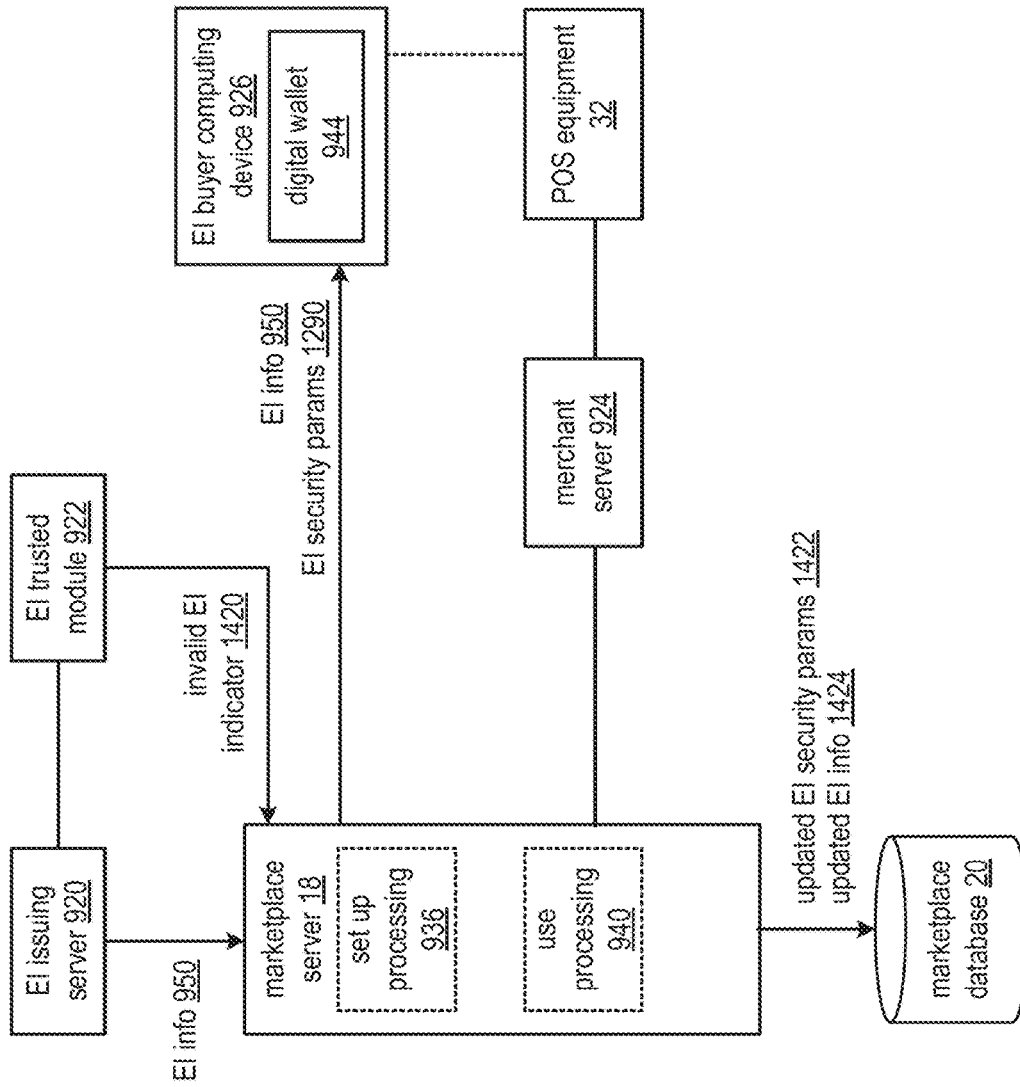 EI issuing
server 920
EI trusted
module 922
EI info 950
invalid EI
indicator 1420
marketplace
server 18
set up
processing
936
use
processing
940
EI info 950
EI security params 1290
EI buyer computing
device 926
digital wallet
944
merchant
server 924
POS equipment
32
updated EI security params 1422
updated EI info 1424
marketplace
database 20